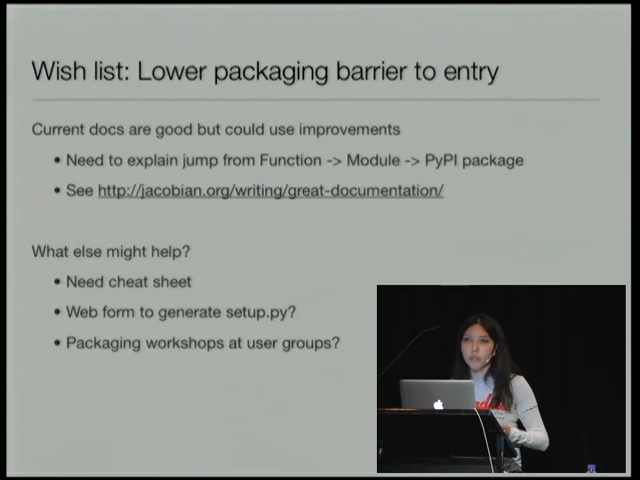 Wish list: Lower packaging barrier to entry
Current docs are good but could use improvements
• Need to explain jump from Function -> Module -> PyPI package
• See http://jacobian.org/writing/great-documentation/
What else might help?
• Need cheat sheet
• Web form to generate setup.py?
• Packaging workshops at user groups?